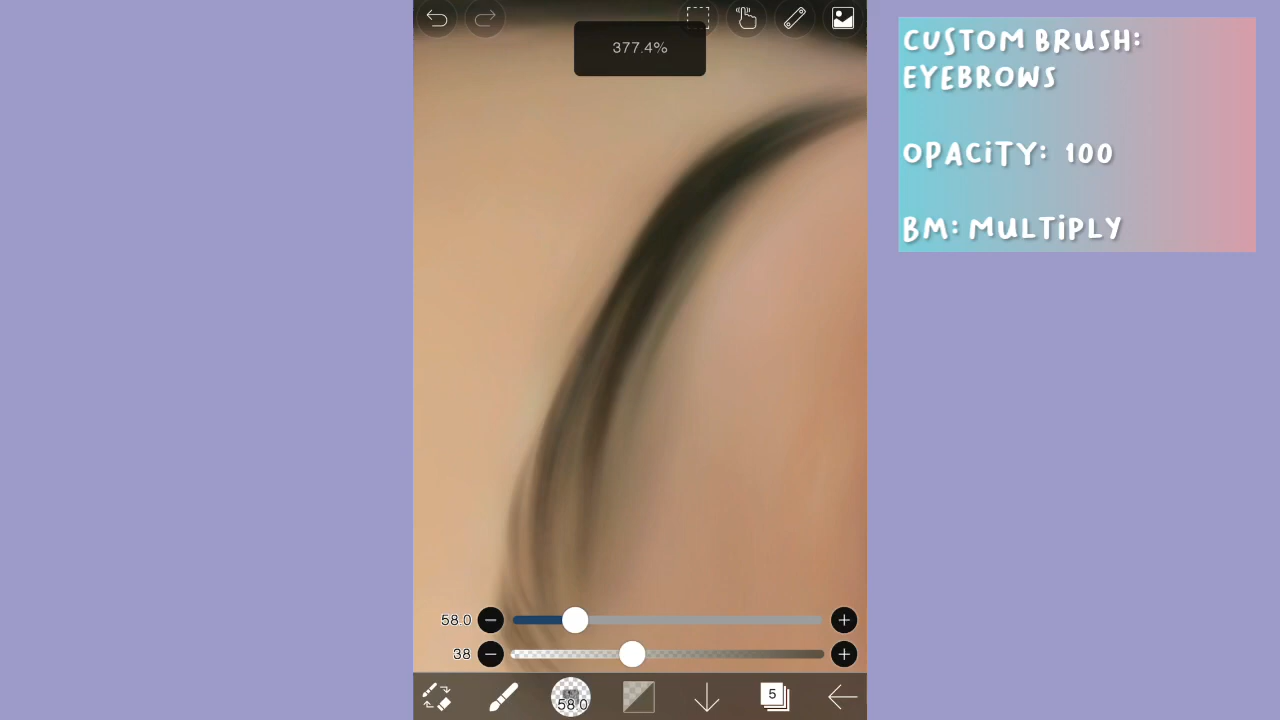 377.4%
CUSTOM BRUSH:
EYEBROWS
OPACiTY: 100
BM: MULTiPLY
58.0
38
58.0
5